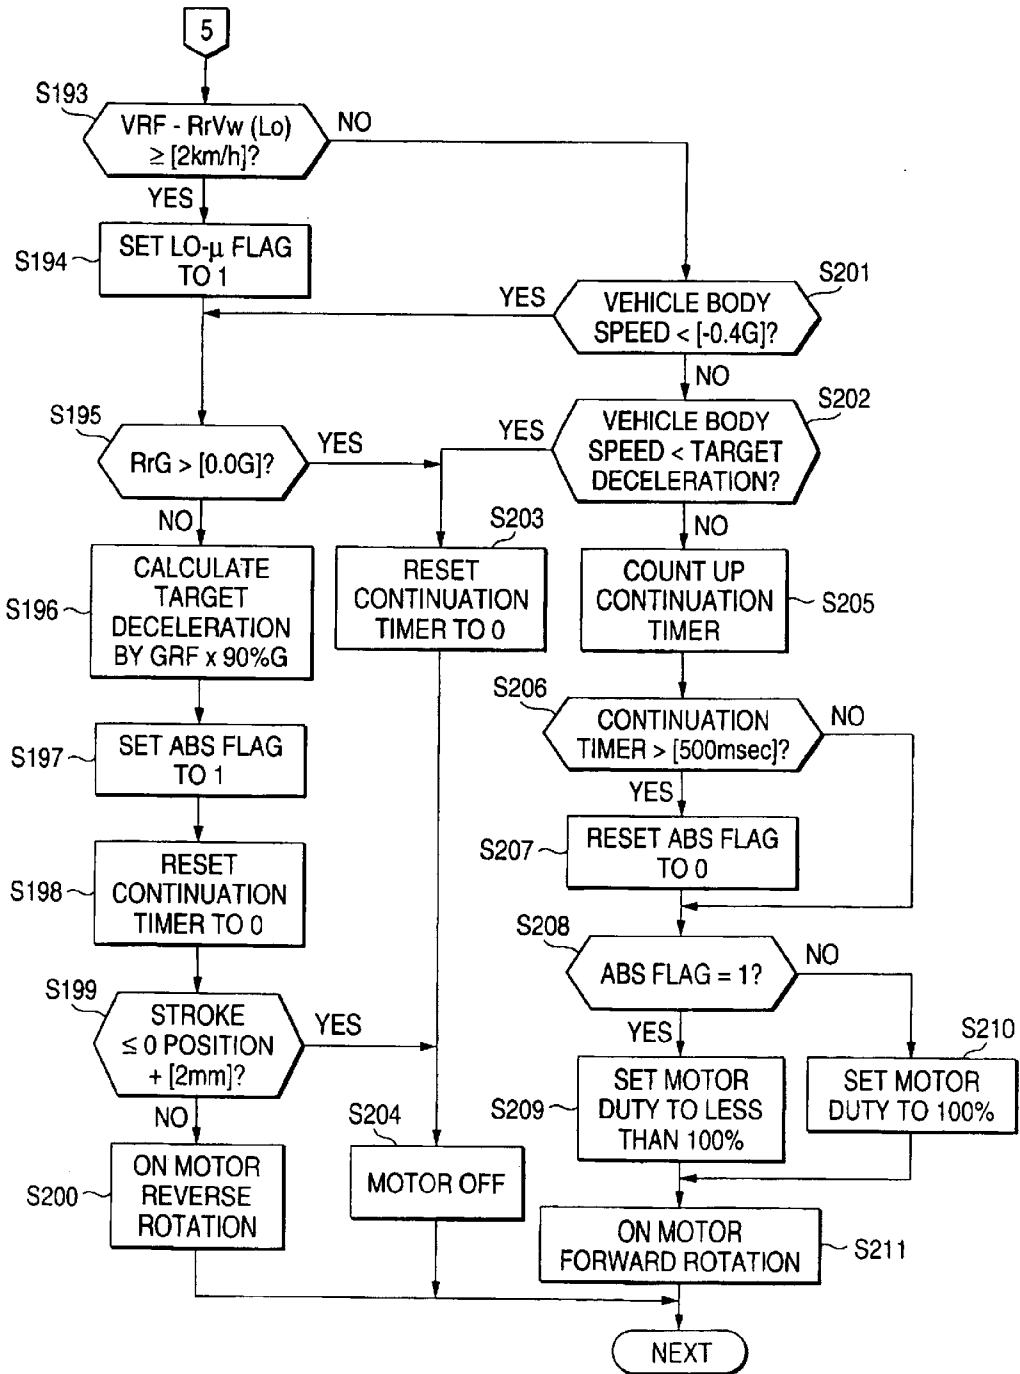 5
S193
VRF - RrVw (Lo)
≧ [2km/h]?
NO
YES
S194
SET LO-μ FLAG
TO 1
S201
YES
VEHICLE BODY
SPEED < [-0.4G]?
NO
S195
RrG > [0.0G]?
YES
NO
S202
YES
VEHICLE BODY
SPEED < TARGET
DECELERATION?
NO
S196
CALCULATE
TARGET
DECELERATION
BY GRF x 90%G
S203
RESET
CONTINUATION
TIMER TO 0
COUNT UP
CONTINUATION
TIMER
S205
S197
SET ABS FLAG
TO 1
S206
CONTINUATION
TIMER > [500msec]?
NO
YES
S198
RESET
CONTINUATION
TIMER TO 0
S207
RESET ABS FLAG
TO 0
S199
STROKE
≦ 0 POSITION
+ [2mm]?
YES
NO
S208
ABS FLAG = 1?
NO
YES
S209
SET MOTOR
DUTY TO LESS
THAN 100%
S210
SET MOTOR
DUTY TO 100%
S200
ON MOTOR
REVERSE
ROTATION
S204
MOTOR OFF
ON MOTOR
FORWARD ROTATION
S211
NEXT